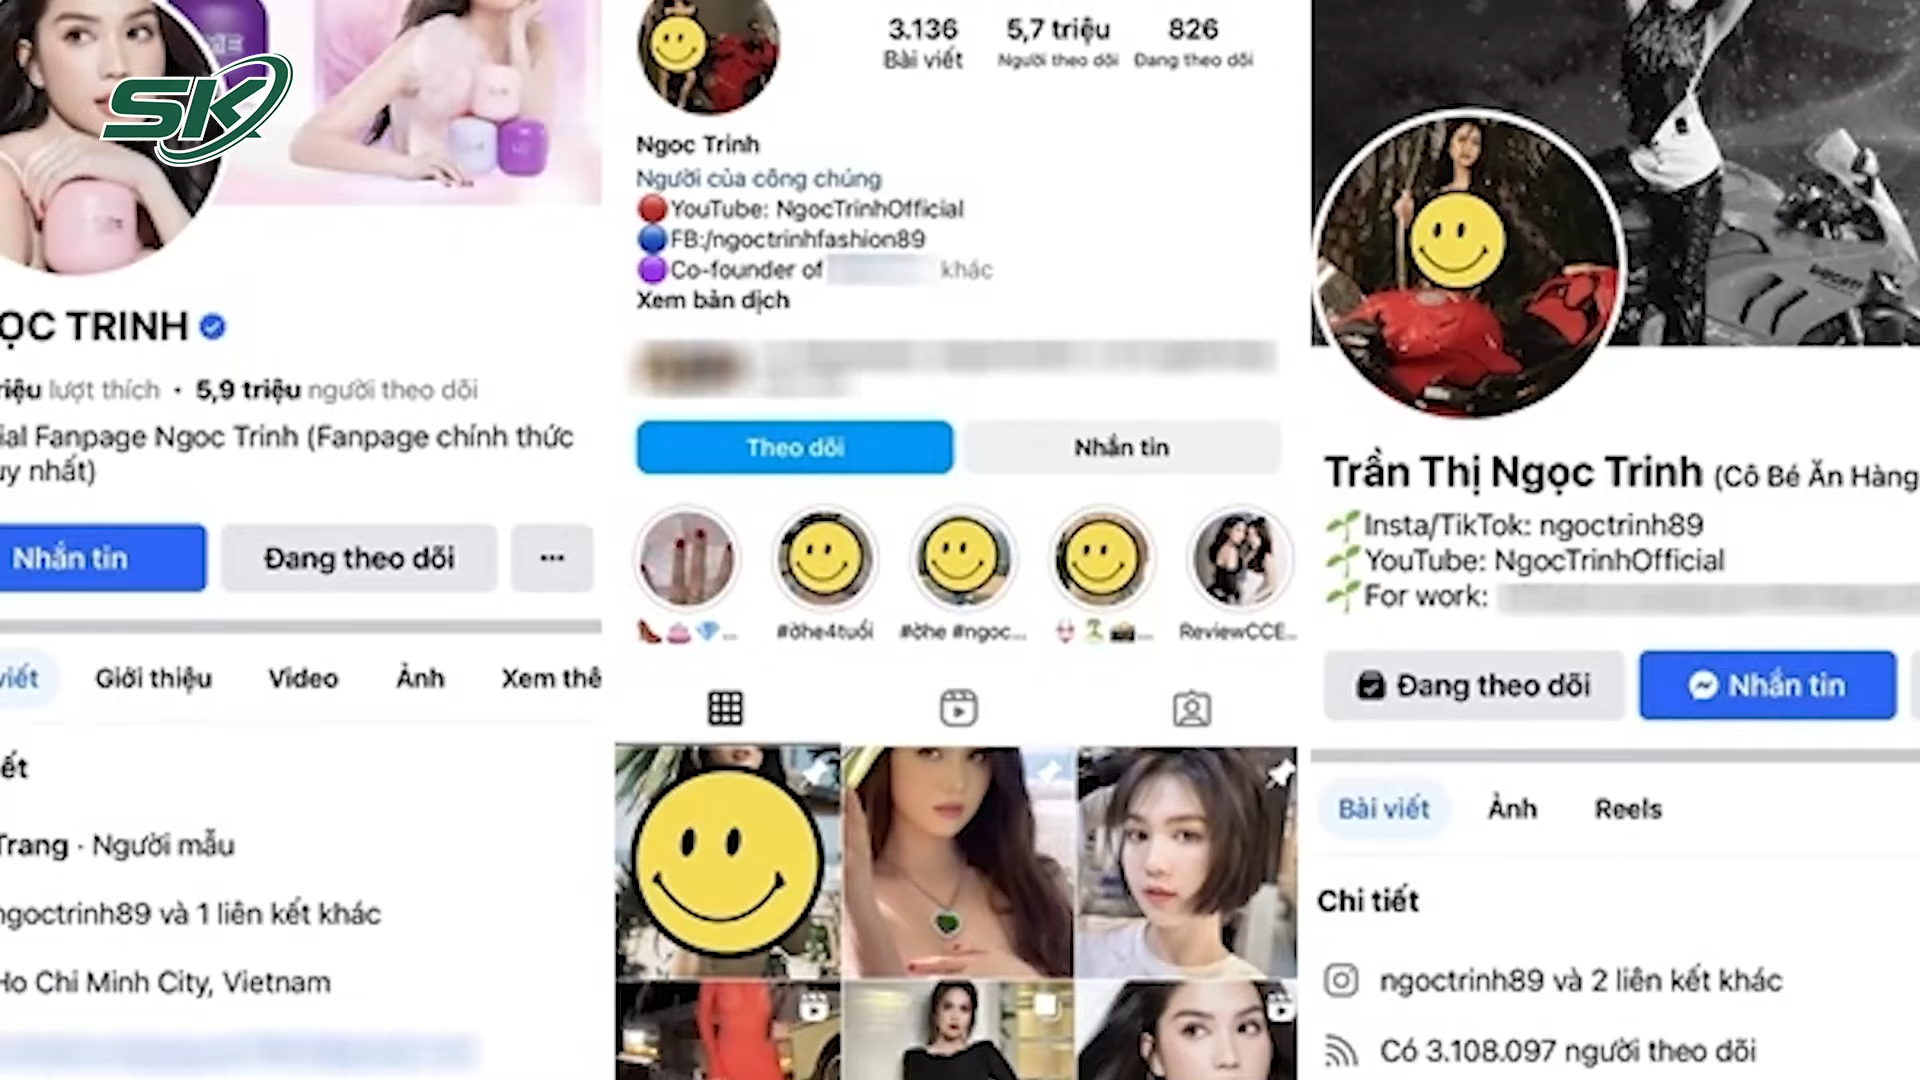 SK
ỌC TRINH
riệu lượt thích · 5,9 triệu người theo dõi
ial Fanpage Ngọc Trinh (Fanpage chính thức
uy nhất)
Nhắn tin
Đang theo dõi
...
viết
Giới thiệu
Video
Ảnh
Xem thê
ết
Trang · Người mẫu
ngoctrinh89 và 1 liên kết khác
Ho Chi Minh City, Vietnam
3.136
5,7 triệu
826
Bài viết
Người theo dõi
Đang theo dõi
Ngọc Trinh
Người của công chúng
YouTube: NgocTrinhOfficial
FB:/ngoctrinhfashion89
Co-founder of
khác
Xem bản dịch
Theo dõi
Nhắn tin
...
#ờhe4tuổi
#ờhe #ngoc...
...
ReviewCCE...
Trần Thị Ngọc Trinh (Cô Bé Ăn Hàng
Insta/TikTok: ngoctrinh89
YouTube: NgocTrinhOfficial
For work:
Đang theo dõi
Nhắn tin
Bài viết
Ảnh
Reels
Chi tiết
ngoctrinh89 và 2 liên kết khác
Có 3.108.097 người theo dõi